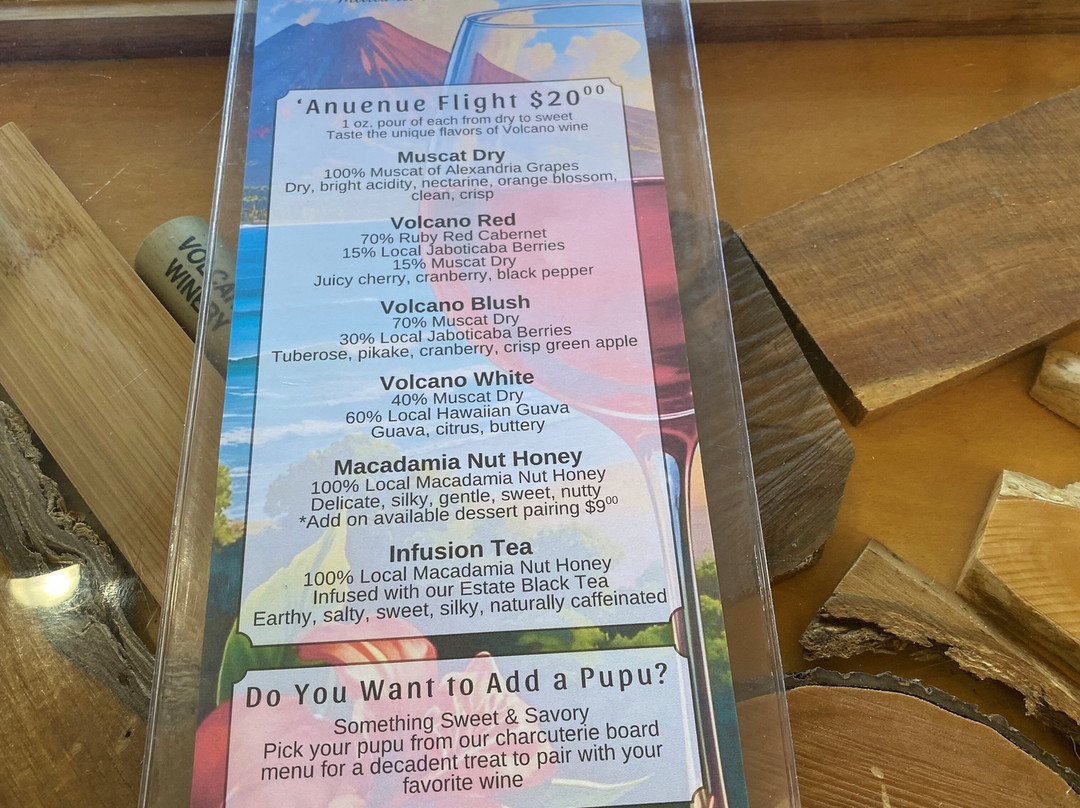 ‘Anuenue Flight $20⁰⁰
1 oz. pour of each from dry to sweet
Taste the unique flavors of Volcano wine
Muscat Dry
100% Muscat of Alexandria Grapes
Dry, bright acidity, nectarine, orange blossom,
clean, crisp
Volcano Red
70% Ruby Red Cabernet
15% Local Jaboticaba Berries
15% Muscat Dry
Juicy cherry, cranberry, black pepper
Volcano Blush
70% Muscat Dry
30% Local Jaboticaba Berries
Tuberose, pikake, cranberry, crisp green apple
Volcano White
40% Muscat Dry
60% Local Hawaiian Guava
Guava, citrus, buttery
Macadamia Nut Honey
100% Local Macadamia Nut Honey
Delicate, silky, gentle, sweet, nutty
*Add on available dessert pairing $9⁰⁰
Infusion Tea
100% Local Macadamia Nut Honey
Infused with our Estate Black Tea
Earthy, salty, sweet, silky, naturally caffeinated
Do You Want to Add a Pupu?
Something Sweet & Savory
Pick your pupu from our charcuterie board
menu for a decadent treat to pair with your
favorite wine
VOLCA
WINERY